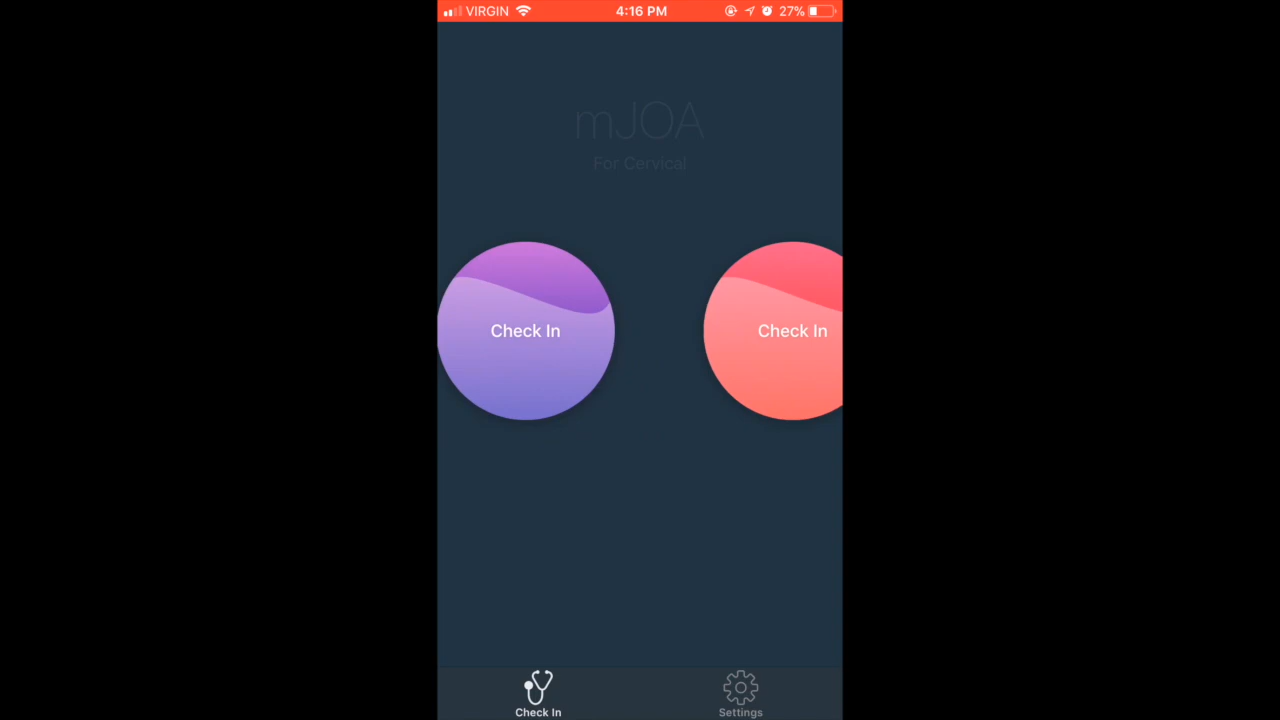 VIRGIN 4:16 PM 27%
mJOA
For Cervical
Check In Check In
Check In Settings